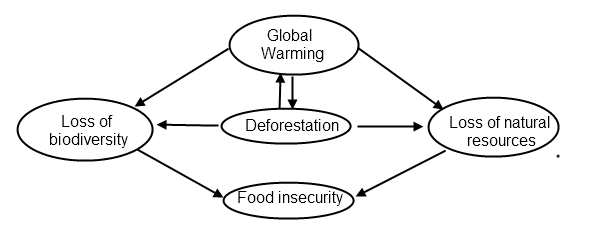 Global
Warming
Loss of
biodiversity
Deforestation
Loss of natural
resources
Food insecurity